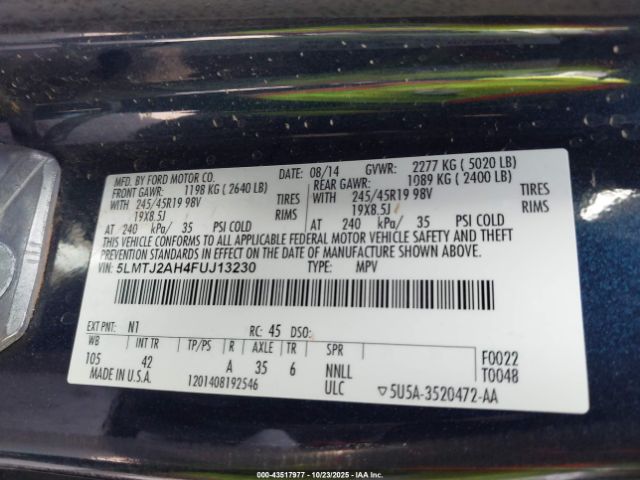 MFD. BY FORD MOTOR CO. DATE: 08/14 GVWR: 2277 KG ( 5020 LB)
FRONT GAWR: 1198 KG ( 2640 LB) REAR GAWR: 1089 KG ( 2400 LB)
WITH 245/45R19 98V TIRES WITH 245/45R19 98V TIRES
19X8.5J RIMS 19X8.5J RIMS
AT 240 kPa/ 35 PSI COLD AT 240 kPa/ 35 PSI COLD
THIS VEHICLE CONFORMS TO ALL APPLICABLE FEDERAL MOTOR VEHICLE SAFETY AND THEFT
PREVENTION STANDARDS IN EFFECT ON THE DATE OF MANUFACTURE SHOWN ABOVE.
VIN: 5LMTJ2AH4FUJ13230 TYPE: MPV
EXT PNT: N1 RC: 45 DSO:
WB INT TR TP/PS R AXLE TR SPR F0022
105 42 A 35 6 NNLL T0048
MADE IN U.S.A. 1201408192546 ULC ▽5U5A-3520472-AA
000-43517977 - 10/23/2025 - IAAI.COM